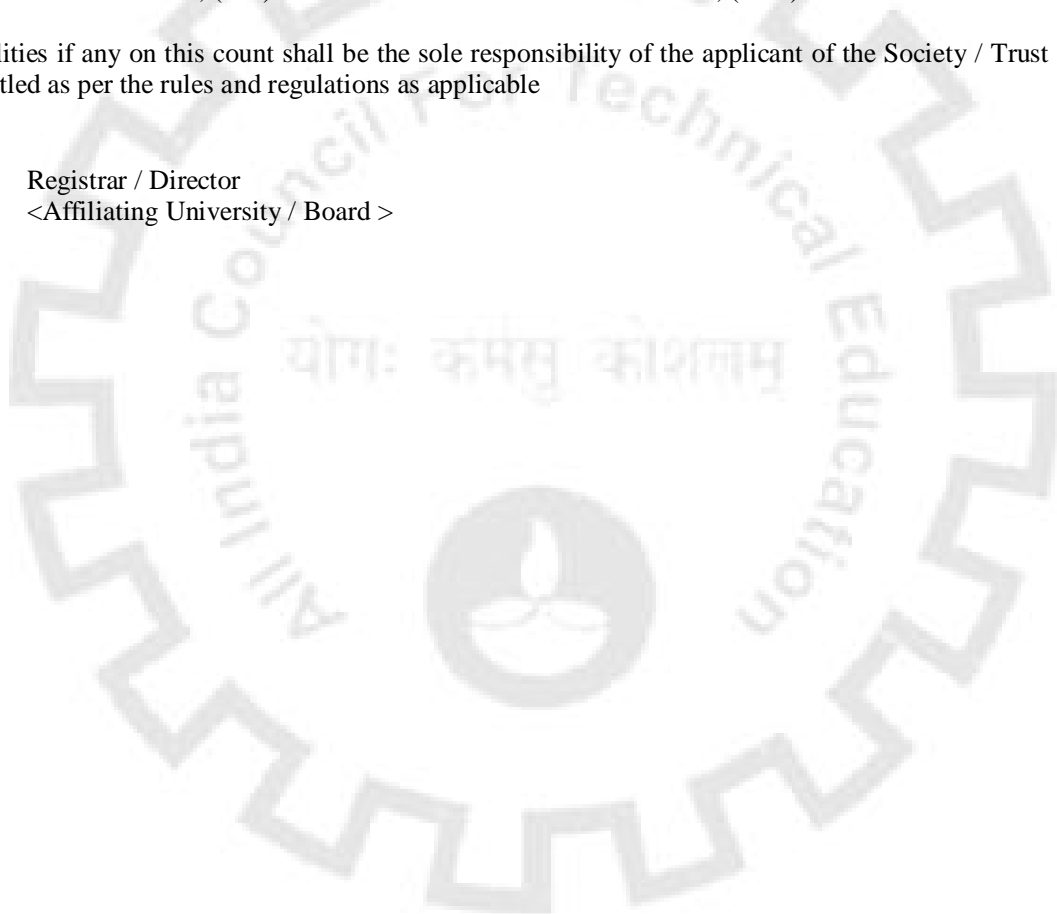 lities if any on this count shall be the sole responsibility of the applicant of the Society / Trust
tled as per the rules and regulations as applicable
Registrar / Director
<Affiliating University / Board >
All India Council For Technical Education
योगः कर्मसु कोशलम्